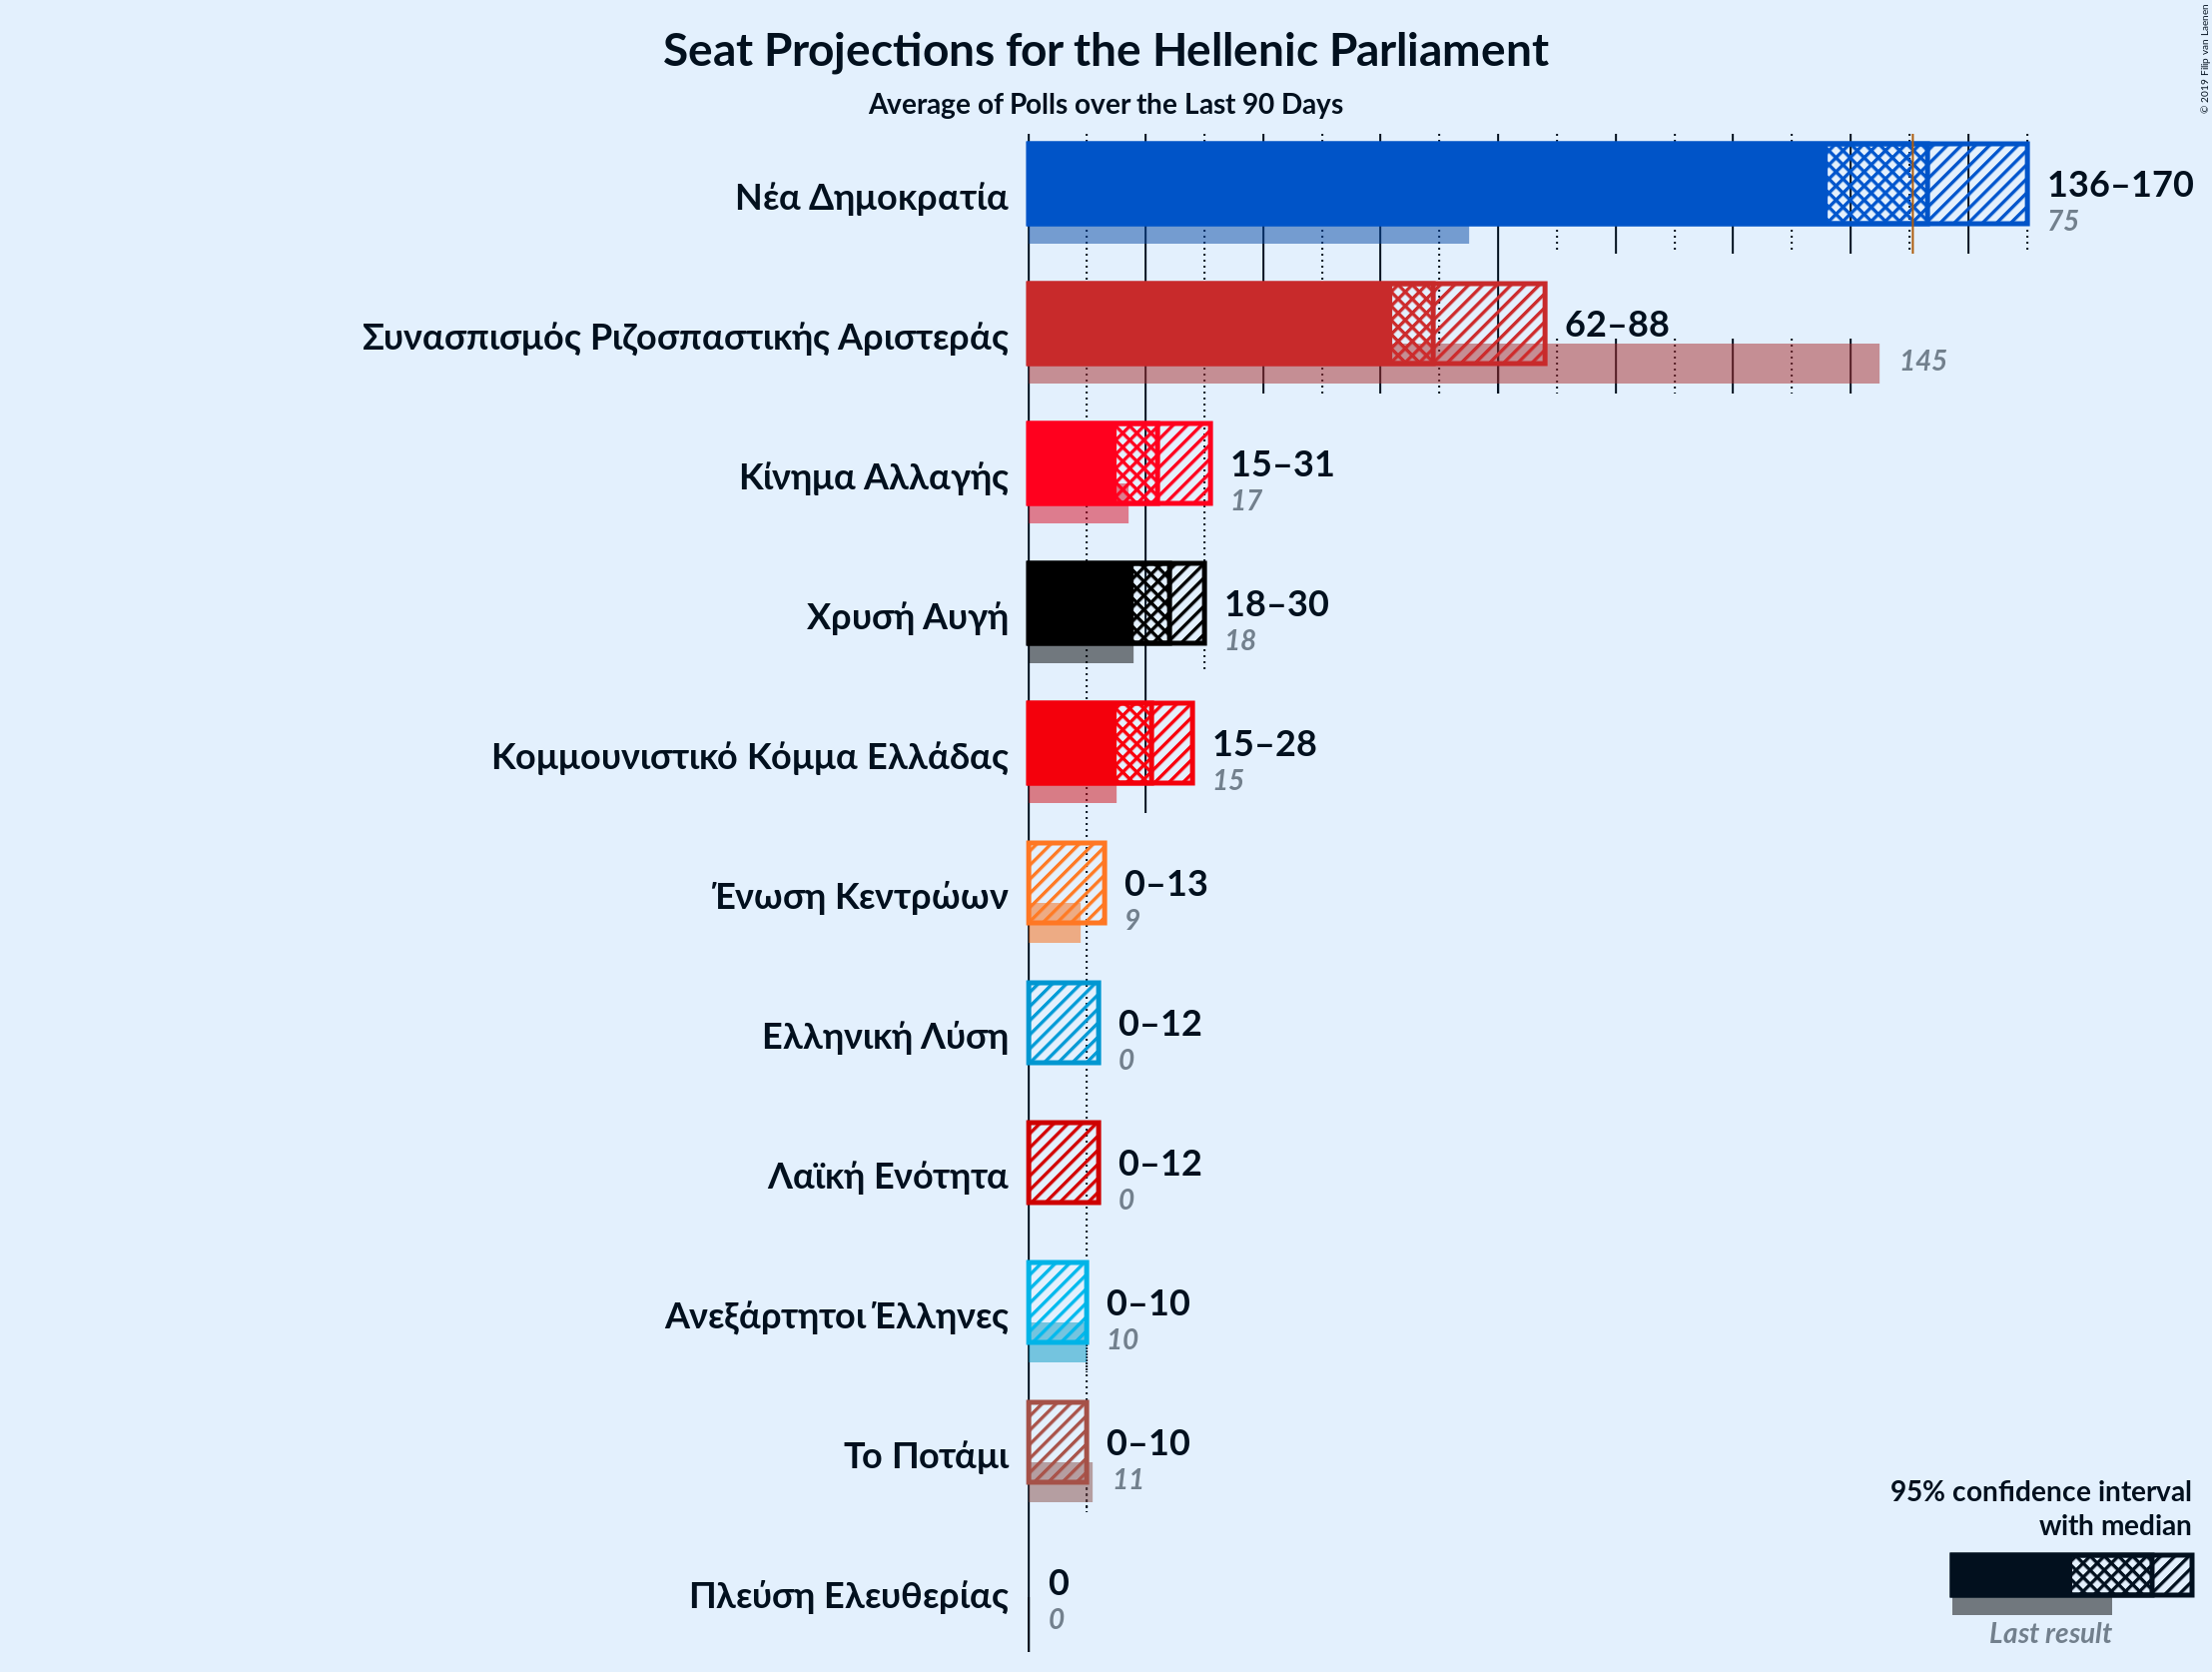 Seat Projections for the Hellenic Parliament
Average of Polls over the Last 90 Days
© 2019 Filip van Laenen
Νέα Δημοκρατία
136–170
75
Συνασπισμός Ριζοσπαστικής Αριστεράς
62–88
145
Κίνημα Αλλαγής
15–31
17
Χρυσή Αυγή
18–30
18
Κομμουνιστικό Κόμμα Ελλάδας
15–28
15
Ένωση Κεντρώων
0–13
9
Ελληνική Λύση
0–12
0
Λαϊκή Ενότητα
0–12
0
Ανεξάρτητοι Έλληνες
0–10
10
Το Ποτάμι
0–10
11
Πλεύση Ελευθερίας
0
0
95% confidence interval
with median
Last result